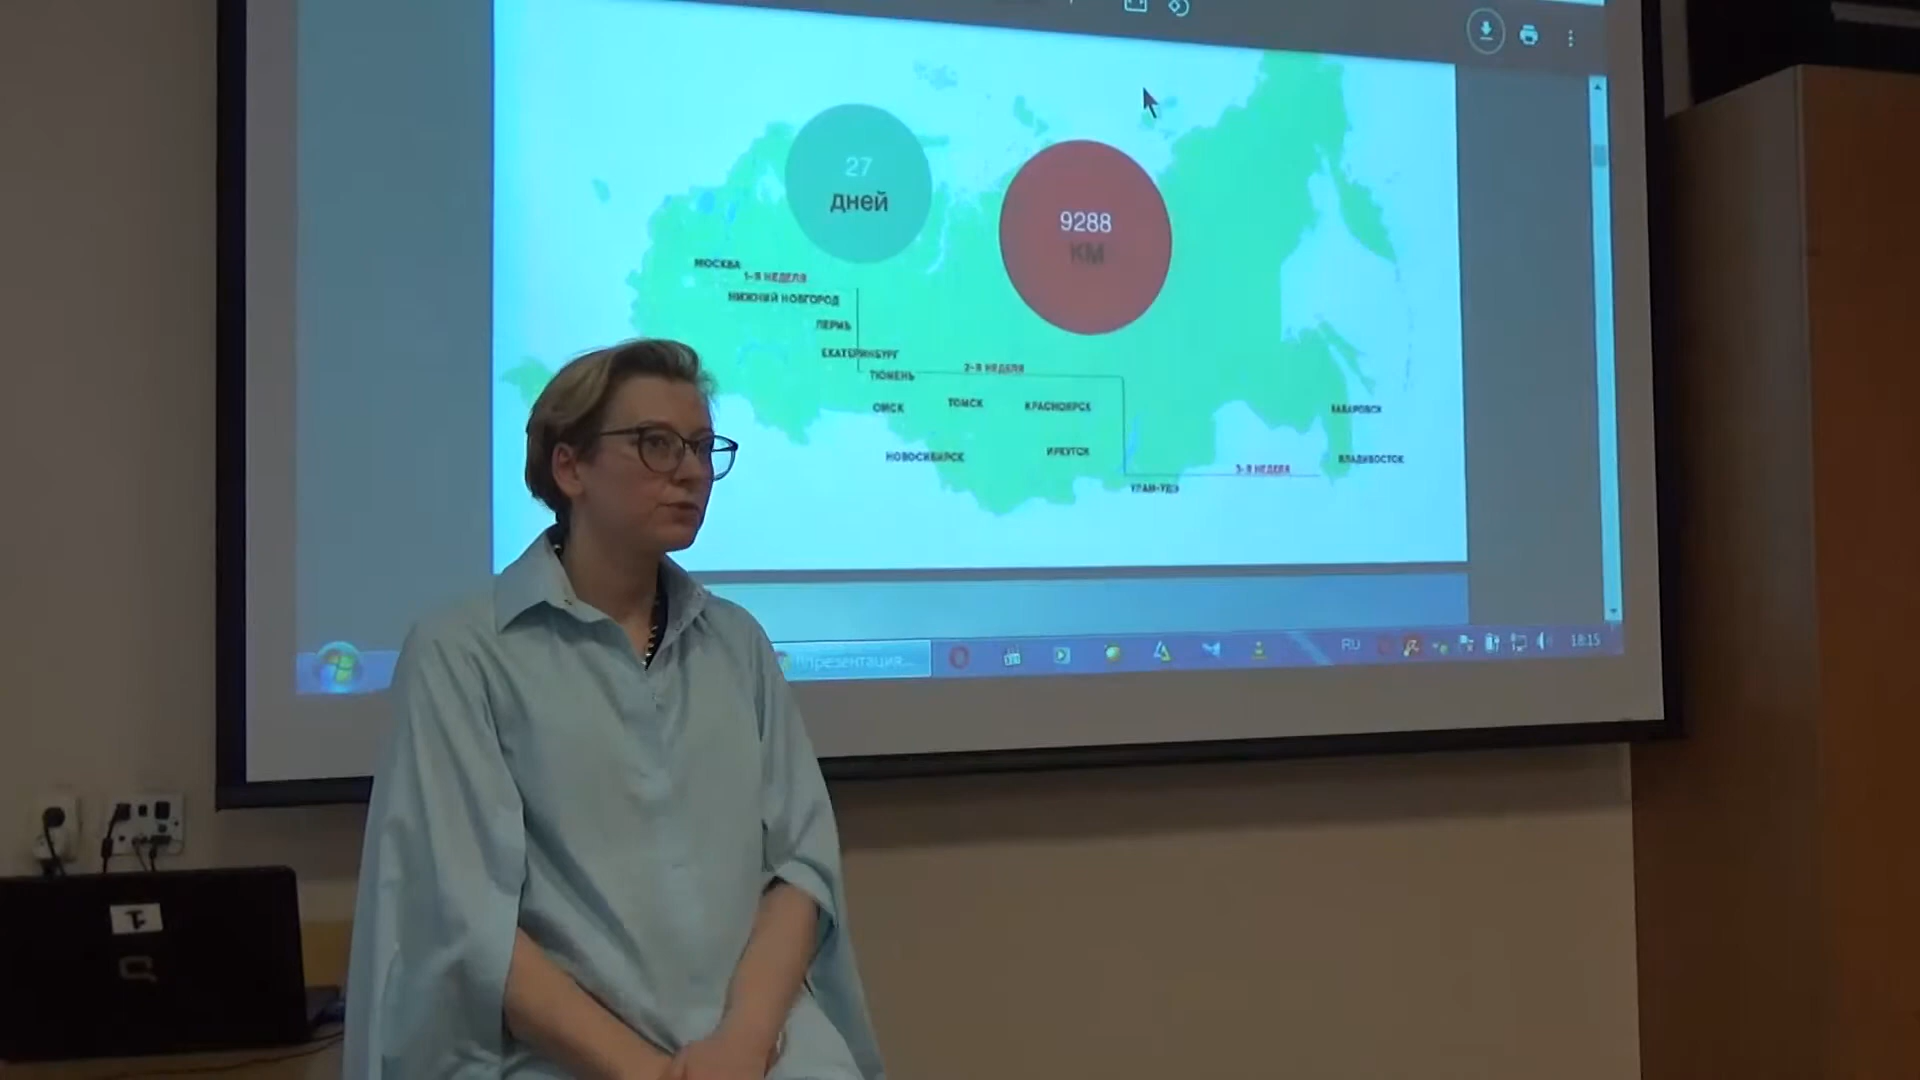 27
дней
9288
КМ
МОСКВА
1-Я НЕДЕЛЯ
НИЖНИЙ НОВГОРОД
ПЕРМЬ
ЕКАТЕРИНБУРГ
ТЮМЕНЬ
2-Я НЕДЕЛЯ
ОМСК
ТОМСК
КРАСНОЯРСК
ХАБАРОВСК
НОВОСИБИРСК
ИРКУТСК
ВЛАДИВОСТОК
3-Я НЕДЕЛЯ
УЛАН-УДЭ
RU
18:15